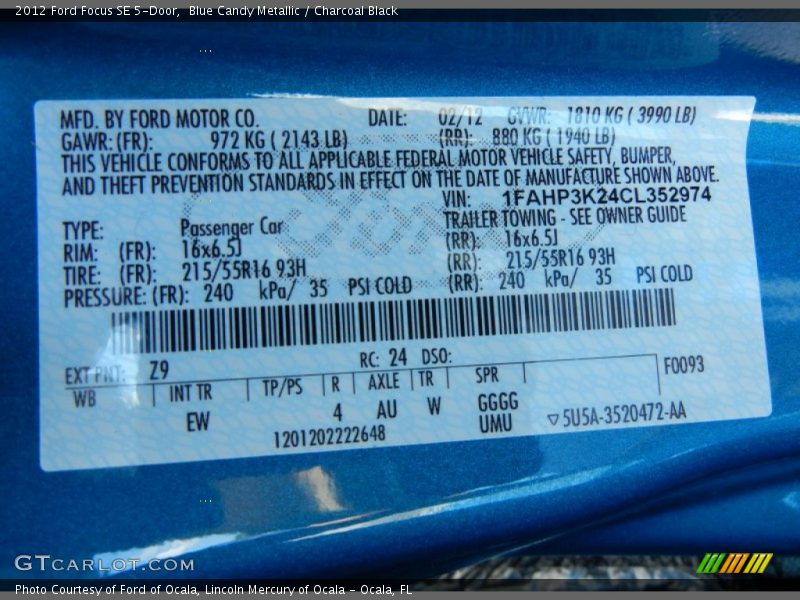 2012 Ford Focus SE 5-Door, Blue Candy Metallic / Charcoal Black
MFD. BY FORD MOTOR CO. DATE: 02/12 GVWR: 1810 KG ( 3990 LB)
GAWR: (FR): 972 KG ( 2143 LB) (RR): 880 KG ( 1940 LB)
THIS VEHICLE CONFORMS TO ALL APPLICABLE FEDERAL MOTOR VEHICLE SAFETY, BUMPER,
AND THEFT PREVENTION STANDARDS IN EFFECT ON THE DATE OF MANUFACTURE SHOWN ABOVE.
VIN: 1FAHP3K24CL352974
TYPE: Passenger Car TRAILER TOWING - SEE OWNER GUIDE
RIM: (FR): 16x6.5J (RR): 16x6.5J
TIRE: (FR): 215/55R16 93H (RR): 215/55R16 93H
PRESSURE: (FR): 240 kPa/ 35 PSI COLD (RR): 240 kPa/ 35 PSI COLD
EXT PNT: Z9 RC: 24 DSO:
WB INT TR TP/PS R AXLE TR SPR F0093
EW 4 AU W GGGG
UMU
1201202222648 ▽5U5A-3520472-AA
GTCARLOT.COM
Photo Courtesy of Ford of Ocala, Lincoln Mercury of Ocala - Ocala, FL